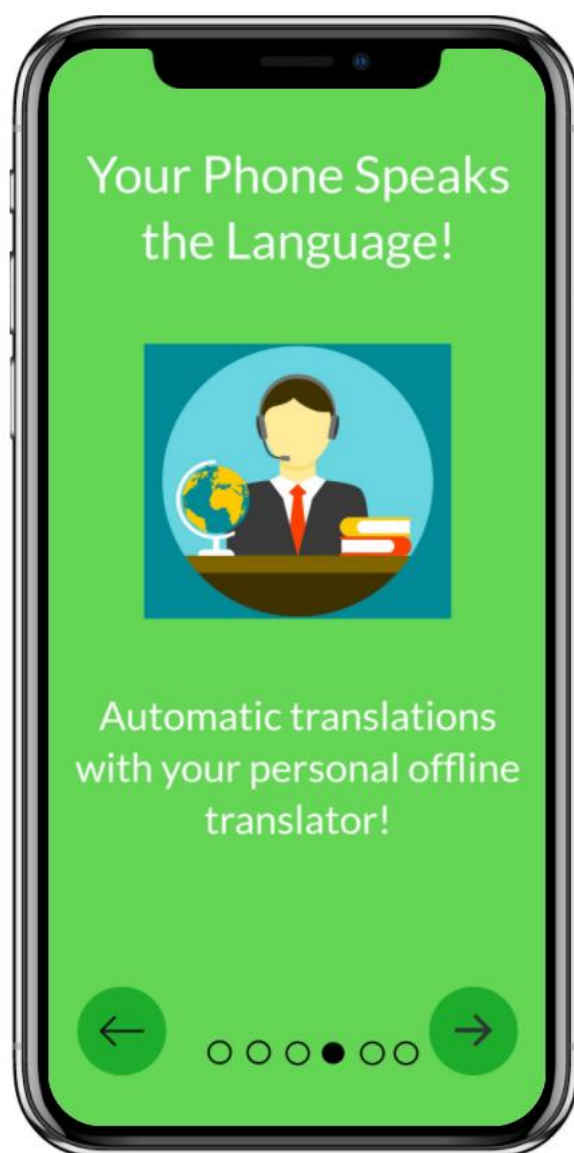 Your Phone Speaks
the Language!
Automatic translations
with your personal offline
translator!